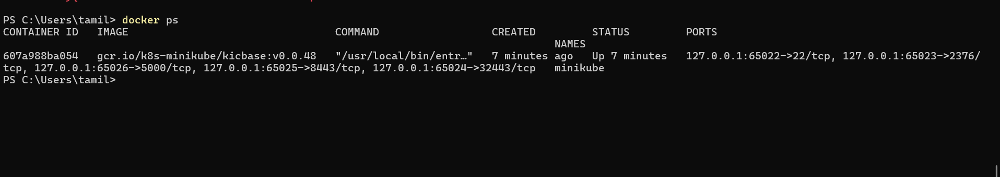 PS C:\Users\tamil> docker ps
CONTAINER ID   IMAGE                                 COMMAND                  CREATED         STATUS         PORTS
                                                                                        NAMES
607a988ba054   gcr.io/k8s-minikube/kicbase:v0.0.48   "/usr/local/bin/entr…"   7 minutes ago   Up 7 minutes   127.0.0.1:65022->22/tcp, 127.0.0.1:65023->2376/
tcp, 127.0.0.1:65026->5000/tcp, 127.0.0.1:65025->8443/tcp, 127.0.0.1:65024->32443/tcp   minikube
PS C:\Users\tamil>